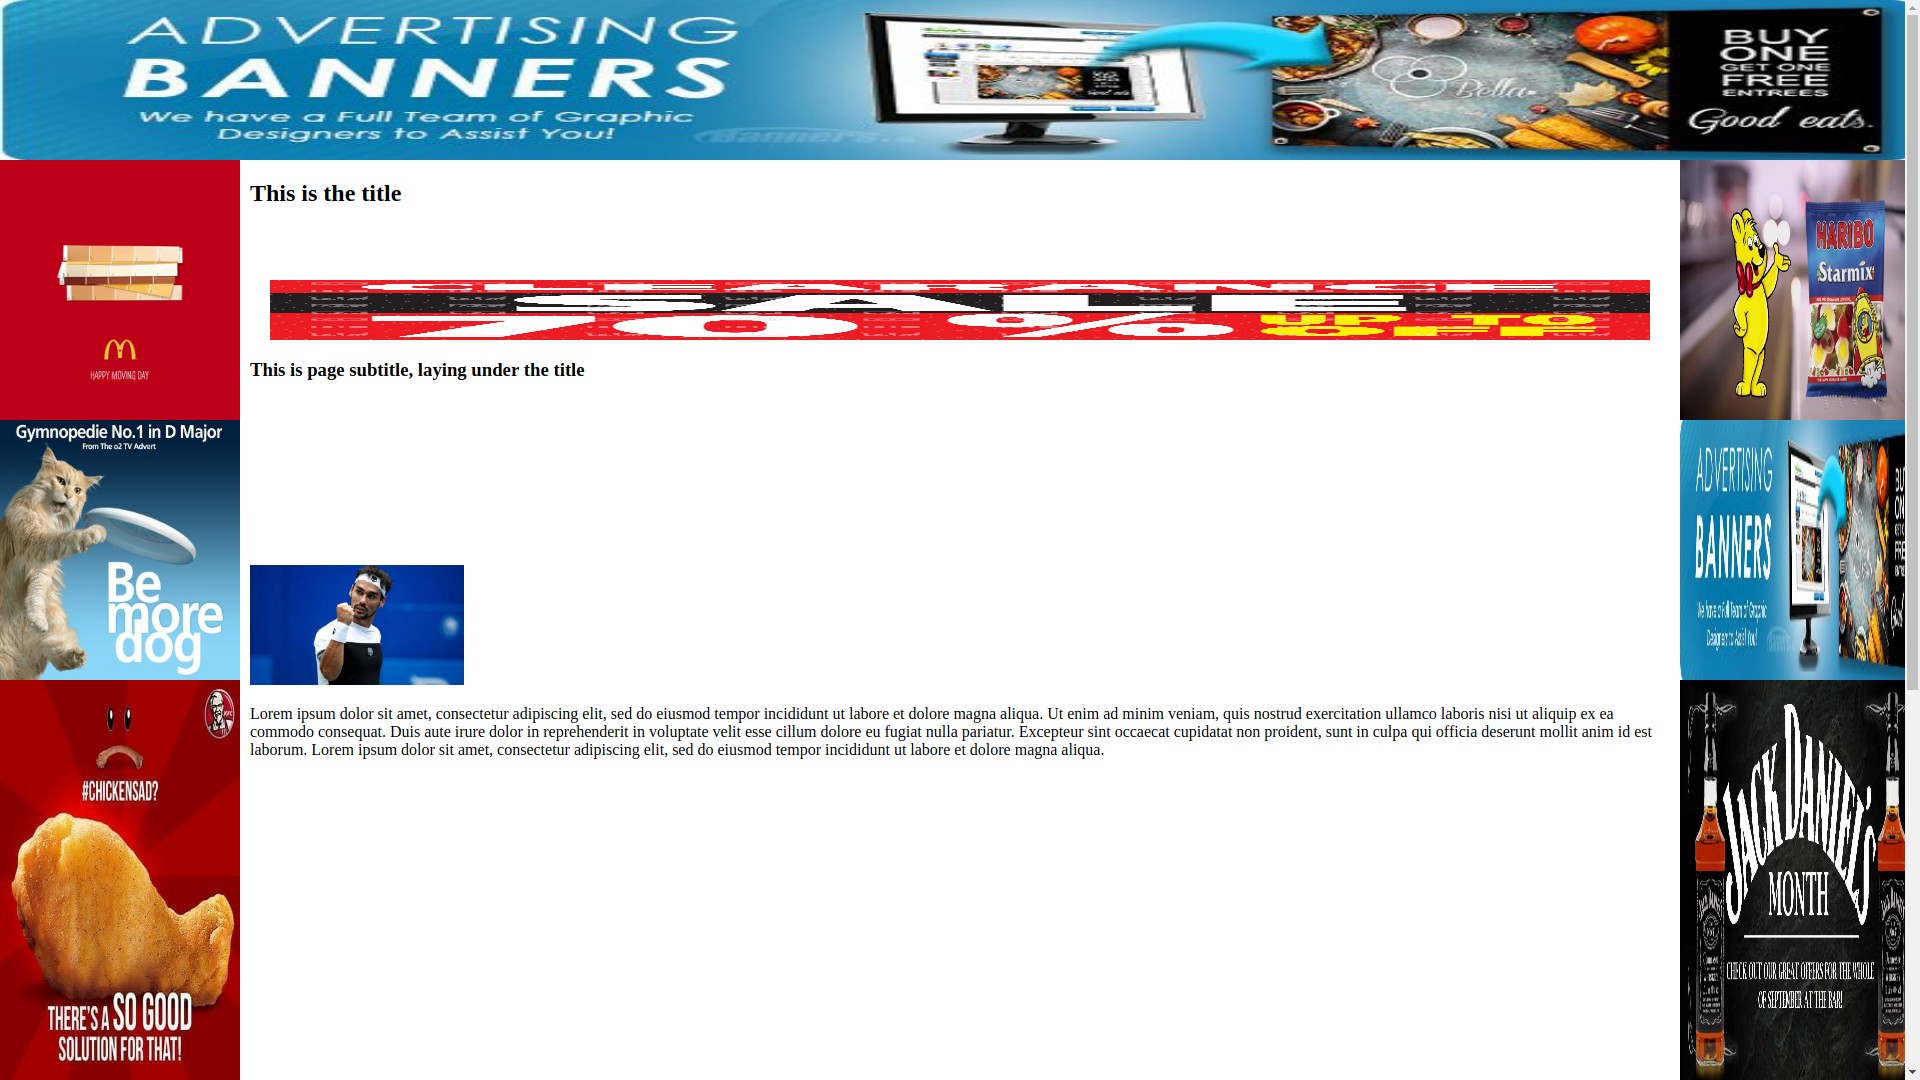 ADVERTISING
BANNERS
We have a Full Team of Graphic
Designers to Assist You!
Banners
Bella
BUY
ONE
GET ONE
FREE
ENTREES
Good eats.
HAPPY MOVING DAY
Gymnopedie No.1 in D Major
From The o2 TV Advert
Be
more
dog
KFC
#CHICKENSAD?
THERE'S A SO GOOD
SOLUTION FOR THAT!
This is the title
CLEARANCE
SALE
70 % UP TO
OFF
This is page subtitle, laying under the title
Lorem ipsum dolor sit amet, consectetur adipiscing elit, sed do eiusmod tempor incididunt ut labore et dolore magna aliqua. Ut enim ad minim veniam, quis nostrud exercitation ullamco laboris nisi ut aliquip ex ea
commodo consequat. Duis aute irure dolor in reprehenderit in voluptate velit esse cillum dolore eu fugiat nulla pariatur. Excepteur sint occaecat cupidatat non proident, sunt in culpa qui officia deserunt mollit anim id est
laborum. Lorem ipsum dolor sit amet, consectetur adipiscing elit, sed do eiusmod tempor incididunt ut labore et dolore magna aliqua.
HARIBO
Starmix
ADVERTISING
BANNERS
We have a Full Team of Graphic
Designers to Assist You!
JACK DANIEL'S
MONTH
CHECK OUT OUR GREAT OFFERS FOR THE WHOLE
OF SEPTEMBER AT THE BAR!